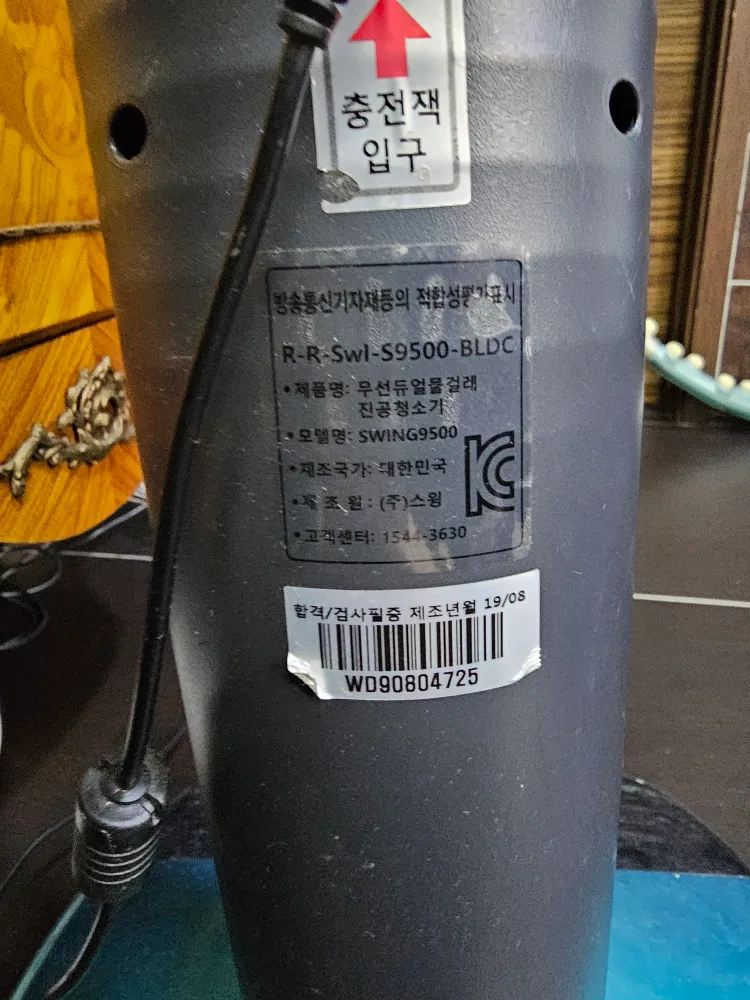 충전잭
입구
방송통신기자재등의 적합성평가표시
R-R-SwI-S9500-BLDC
•제품명: 무선듀얼물걸레
진공청소기
•모델명: SWING9500
•제조국가: 대한민국
•제 조 원: (주)스윙
•고객센터: 1544-3630
합격/검사필증 제조년월 19/08
WD90804725